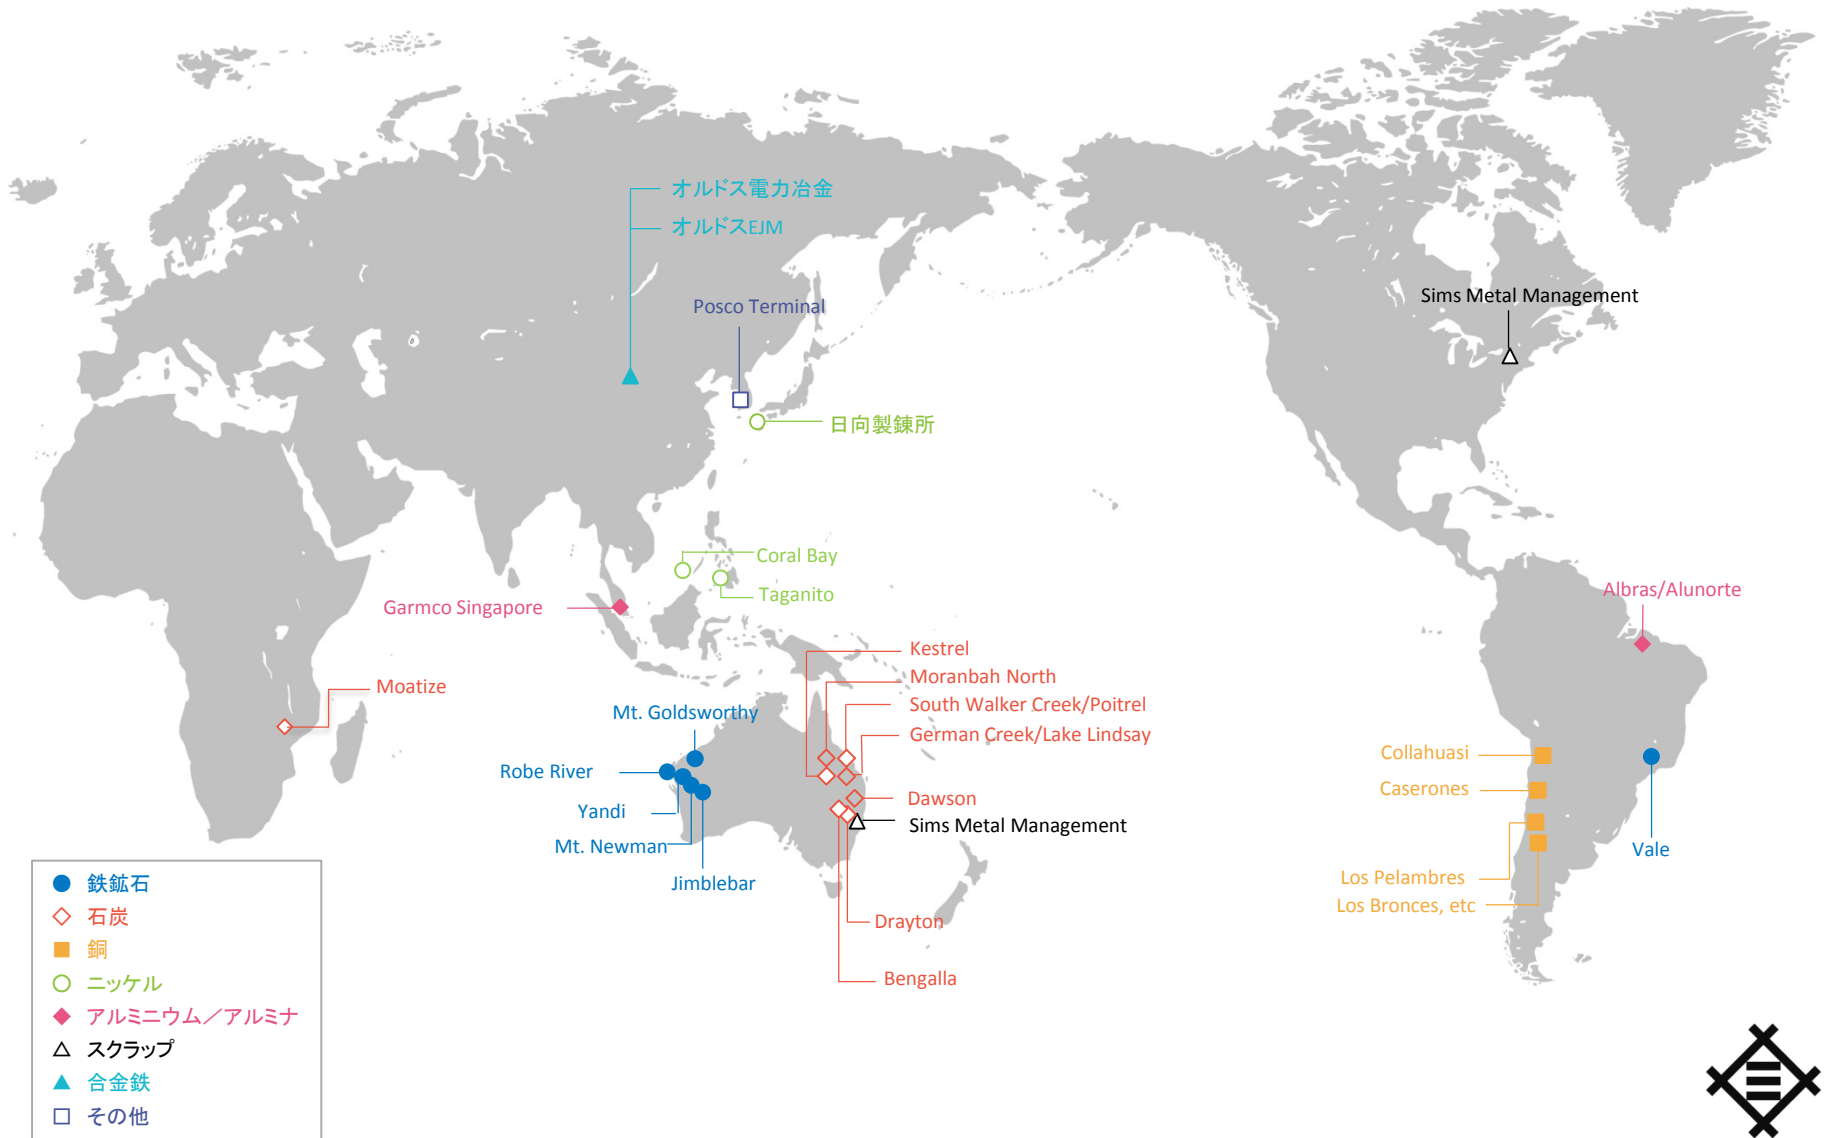 オルドス電力冶金
オルドスEJM
Posco Terminal
Sims Metal Management
日向製錬所
Coral Bay
Taganito
Garmco Singapore
Albras/Alunorte
Kestrel
Moranbah North
South Walker Creek/Poitrel
German Creek/Lake Lindsay
Moatize
Mt. Goldsworthy
Robe River
Yandi
Mt. Newman
Jimblebar
Dawson
Sims Metal Management
Drayton
Bengalla
Collahuasi
Caserones
Los Pelambres
Los Bronces, etc
Vale
鉄鉱石
石炭
銅
ニッケル
アルミニウム／アルミナ
スクラップ
合金鉄
その他